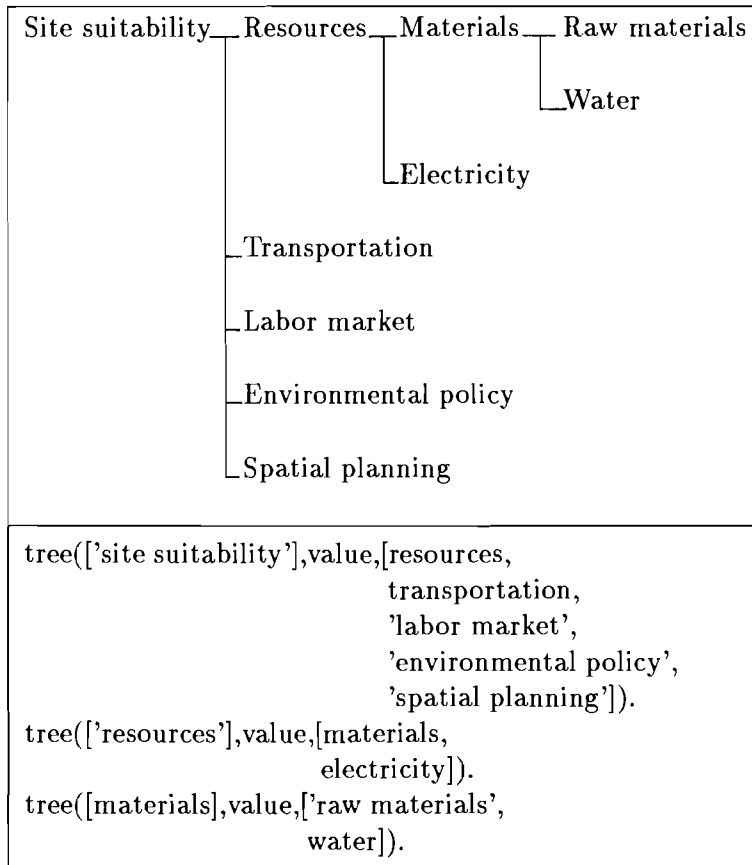 Site suitability Resources Materials Raw materials
Water
Electricity
Transportation
Labor market
Environmental policy
Spatial planning
tree(['site suitability'],value,[resources,
transportation,
'labor market',
'environmental policy',
'spatial planning']).
tree(['resources'],value,[materials,
electricity]).
tree([materials],value,['raw materials',
water]).